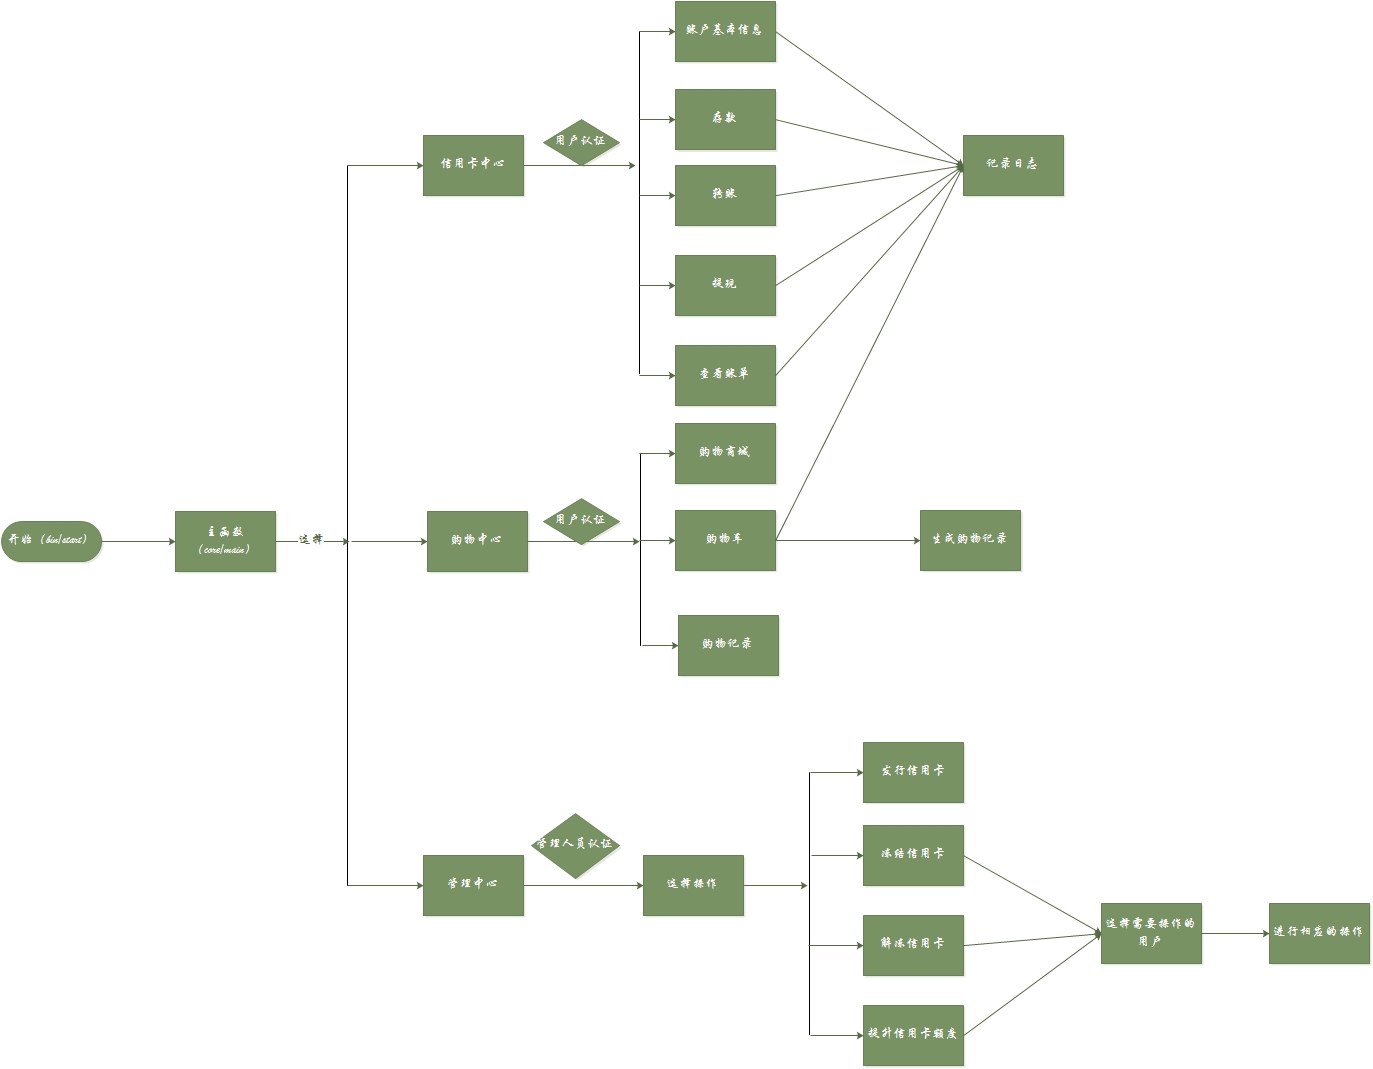 账户基本信息
存款
用户认证
信用卡中心
记录日志
转账
提现
查看账单
购物商城
用户认证
开始（bin/start）
主函数
（core/main）
选择
购物中心
购物车
生成购物记录
购物记录
发行信用卡
管理人员认证
冻结信用卡
管理中心
选择操作
选择需要操作的
用户
进行相应的操作
解冻信用卡
提升信用卡额度